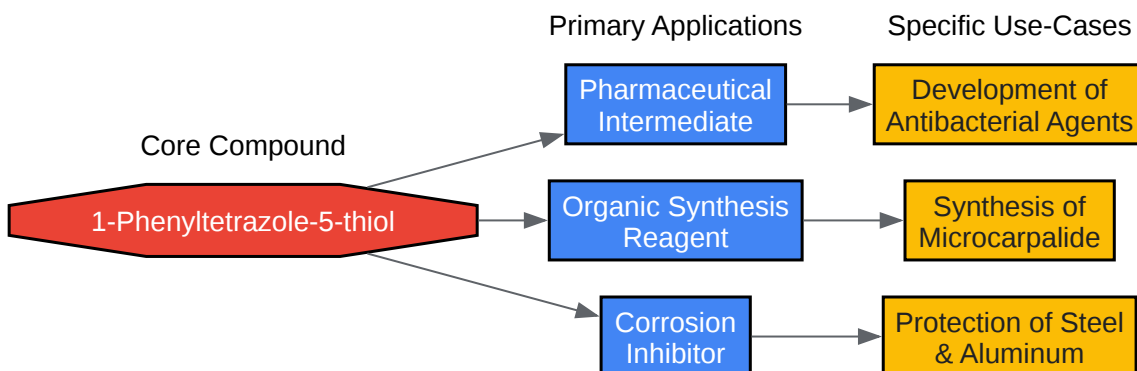 Primary Applications
Specific Use-Cases
Core Compound
1-Phenyltetrazole-5-thiol
Pharmaceutical
Intermediate
Development of
Antibacterial Agents
Organic Synthesis
Reagent
Synthesis of
Microcarpalide
Corrosion
Inhibitor
Protection of Steel
& Aluminum